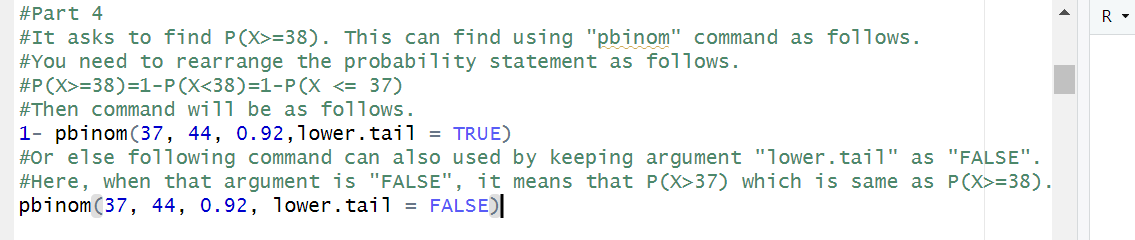 #Part 4
R
#It asks to find P(X>=38). This can find using "pbinom" command as follows.
#You need to rearrange the probability statement as follows.
#P(X>=38)=1-P(X<38)=1-P(X <= 37)
#Then command will be as follows.
1- pbinom(37, 44, 0.92,lower.tail = TRUE)
#Or else following command can also used by keeping argument "lower.tail" as "FALSE".
#Here, when that argument is "FALSE", it means that P(X>37) which is same as P(X>=38).
pbinom(37, 44, 0.92, lower.tail = FALSE)